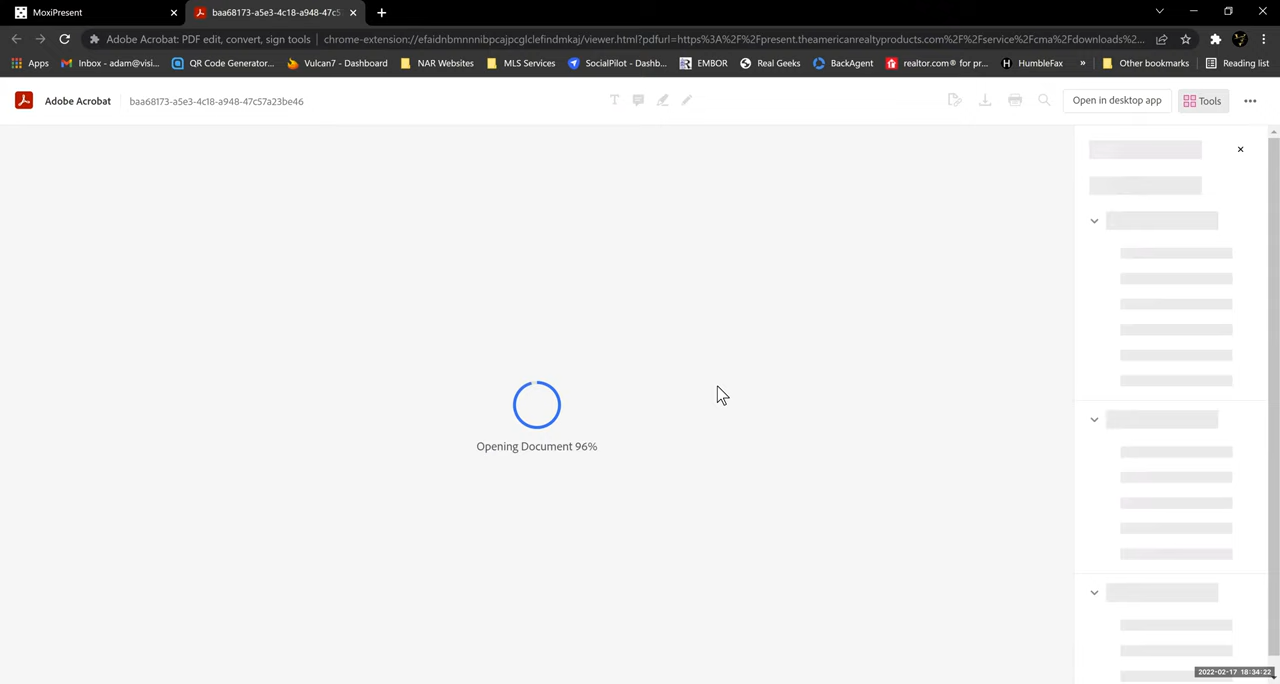 MoxiPresent
baa68173-a5e3-4c18-a948-47c5
Adobe Acrobat: PDF edit, convert, sign tools | chrome-extension://efaidnbmnnnibpcajpcglclefindmkaj/viewer.html?pdfurl=https%3A%2F%2Fpresent.theamericanrealtyproducts.com%2F%2Fservice%2Fcma%2Fdownloads%2...
Apps Inbox - adam@visi... QR Code Generator... Vulcan7 - Dashboard NAR Websites MLS Services SocialPilot - Dashb... EMBOR Real Geeks BackAgent realtor.com® for pr... HumbleFax » Other bookmarks Reading list
Adobe Acrobat baa68173-a5e3-4c18-a948-47c57a23be46 Open in desktop app Tools
Opening Document 96%
2022-02-17 18:34:22